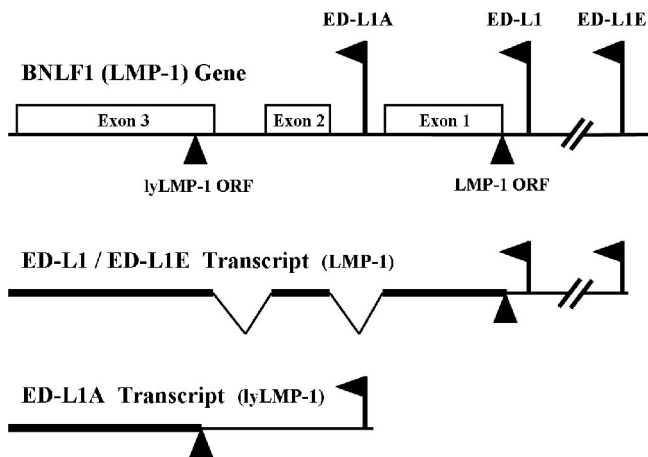 ED-L1A ED-L1 ED-L1E
BNLF1 (LMP-1) Gene
Exon 3 Exon 2 Exon 1
lyLMP-1 ORF LMP-1 ORF
ED-L1 / ED-L1E Transcript (LMP-1)
ED-L1A Transcript (lyLMP-1)